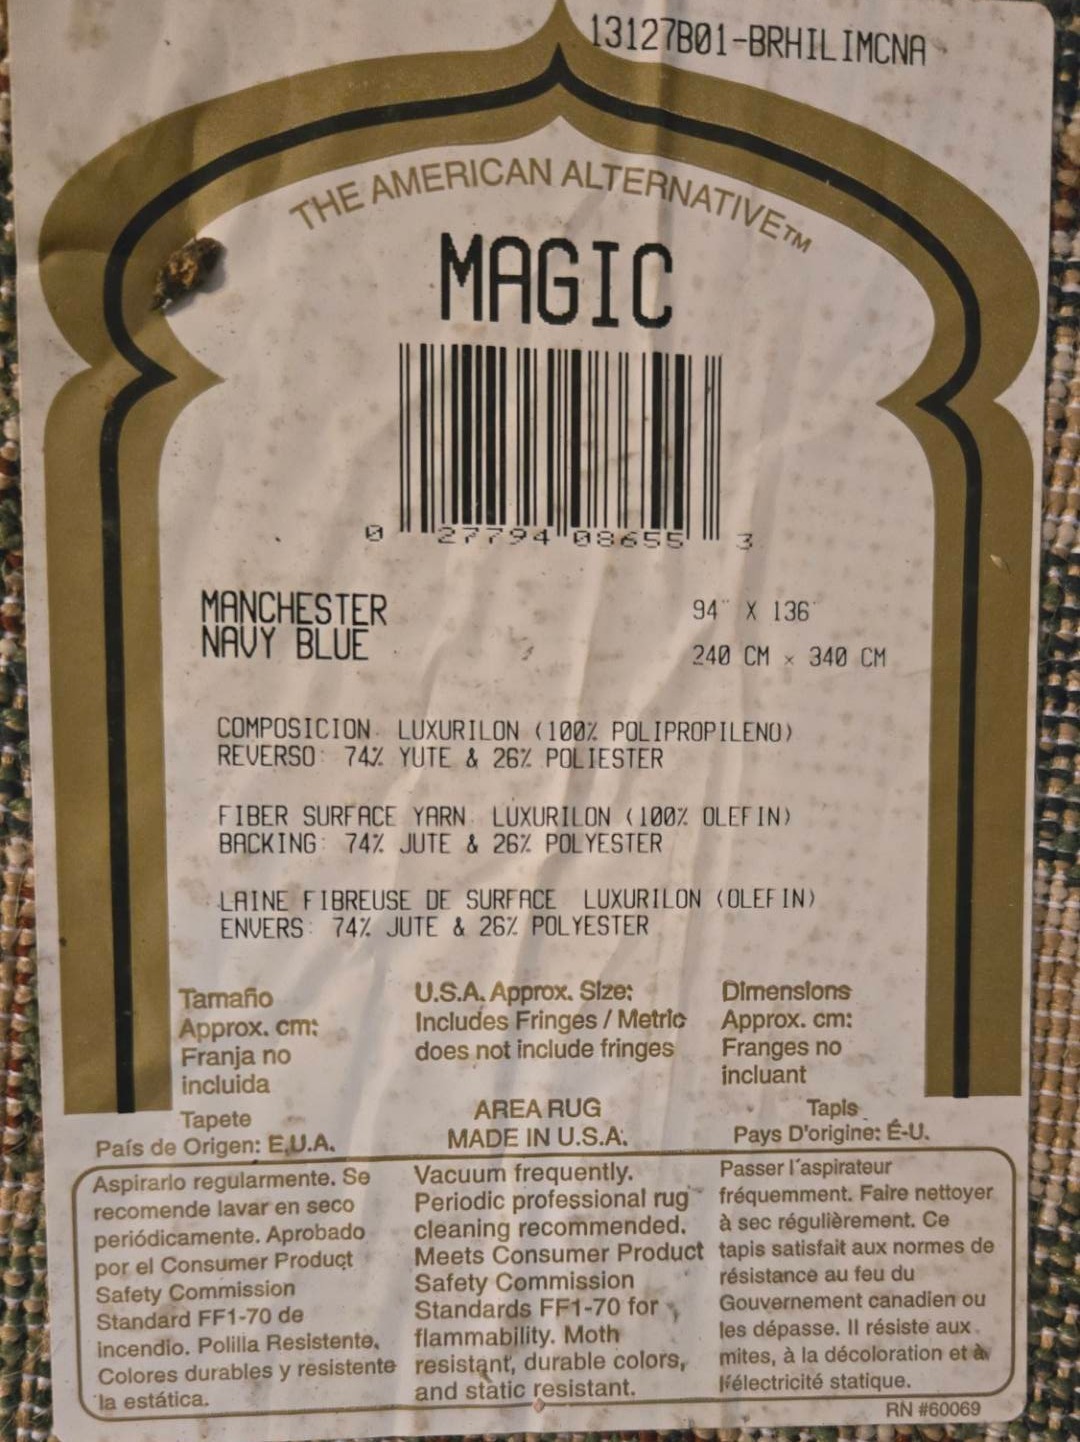 13127B01-BRHILIMCNA
THE AMERICAN ALTERNATIVE™
MAGIC
0 27794 08655 3
MANCHESTER
NAVY BLUE
94" X 136"
240 CM x 340 CM
COMPOSICION: LUXURILON (100% POLIPROPILENO)
REVERSO: 74% YUTE & 26% POLIESTER
FIBER SURFACE YARN: LUXURILON (100% OLEFIN)
BACKING: 74% JUTE & 26% POLYESTER
LAINE FIBREUSE DE SURFACE LUXURILON (OLEFIN)
ENVERS: 74% JUTE & 26% POLYESTER
Tamaño
Approx. cm:
Franja no
incluida
Tapete
País de Origen: E.U.A.
U.S.A. Approx. Size:
Includes Fringes / Metric
does not include fringes
AREA RUG
MADE IN U.S.A.
Dimensions
Approx. cm:
Franges no
incluant
Tapis
Pays D'origine: É-U.
Aspirarlo regularmente. Se
recomende lavar en seco
periódicamente. Aprobado
por el Consumer Product
Safety Commission
Standard FF1-70 de
incendio. Polilla Resistente,
Colores durables y resistente
la estática.
Vacuum frequently.
Periodic professional rug
cleaning recommended.
Meets Consumer Product
Safety Commission
Standards FF1-70 for
flammability. Moth
resistant, durable colors,
and static resistant.
Passer l'aspirateur
fréquemment. Faire nettoyer
à sec régulièrement. Ce
tapis satisfait aux normes de
résistance au feu du
Gouvernement canadien ou
les dépasse. Il résiste aux
mites, à la décoloration et à
l'électricité statique.
RN #60069